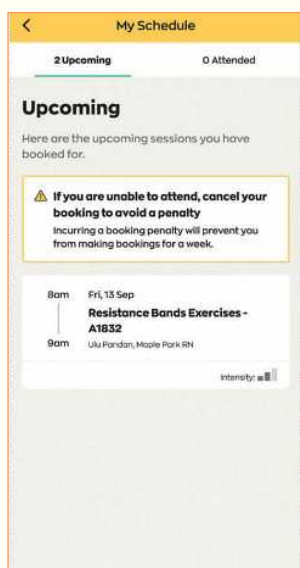 My Schedule
2 Upcoming
0 Attended
Upcoming
Here are the upcoming sessions you have
booked for.
If you are unable to attend, cancel your
booking to avoid a penalty
Incurring a booking penalty will prevent you
from making bookings for a week.
8am
Fri, 13 Sep
Resistance Bands Exercises -
A1832
9am
Ulu Pandan, Maple Park RN
Intensity: